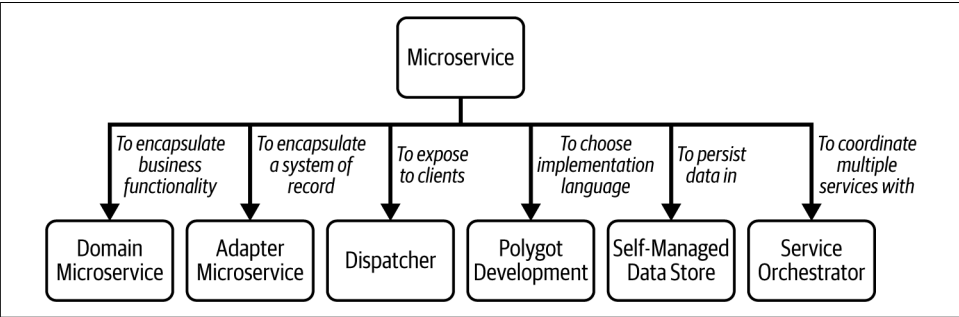 Microservice
To encapsulate
business
functionality
To encapsulate
a system of
record
To expose
to clients
To choose
implementation
language
To persist
data in
To coordinate
multiple
services with
Domain
Microservice
Adapter
Microservice
Dispatcher
Polygot
Development
Self-Managed
Data Store
Service
Orchestrator